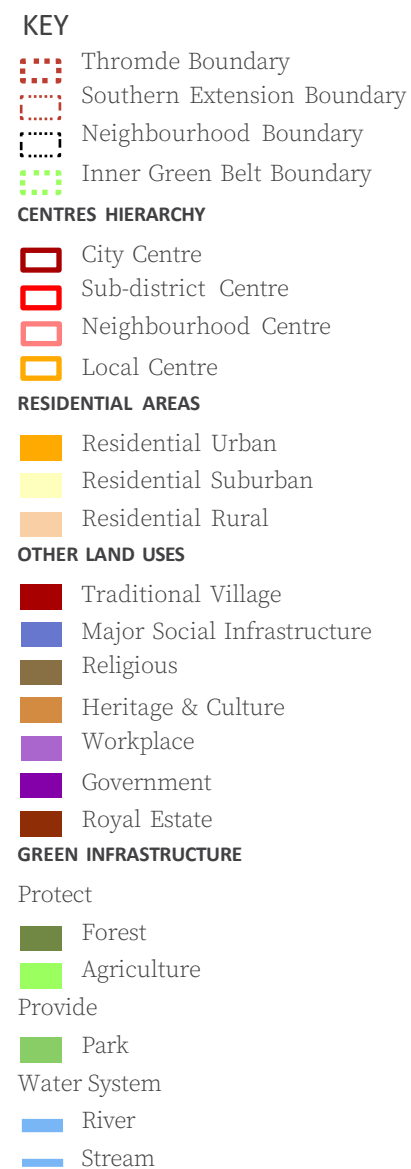 KEY
Thromde Boundary
Southern Extension Boundary
Neighbourhood Boundary
Inner Green Belt Boundary
CENTRES HIERARCHY
City Centre
Sub-district Centre
Neighbourhood Centre
Local Centre
RESIDENTIAL AREAS
Residential Urban
Residential Suburban
Residential Rural
OTHER LAND USES
Traditional Village
Major Social Infrastructure
Religious
Heritage & Culture
Workplace
Government
Royal Estate
GREEN INFRASTRUCTURE
Protect
Forest
Agriculture
Provide
Park
Water System
River
Stream